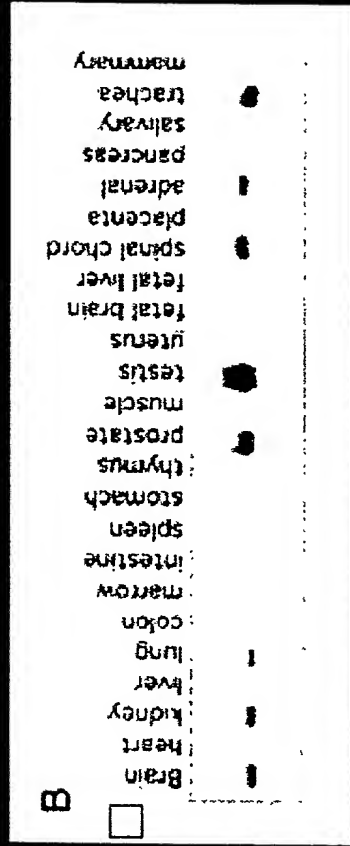 B
Brain
heart
kidney
liver
lung
colon
marrow
intestine
spleen
stomach
thymus
prostate
muscle
testis
uterus
fetal brain
fetal liver
spinal chord
placenta
adrenal
pancreas
salivary
trachea
mammary